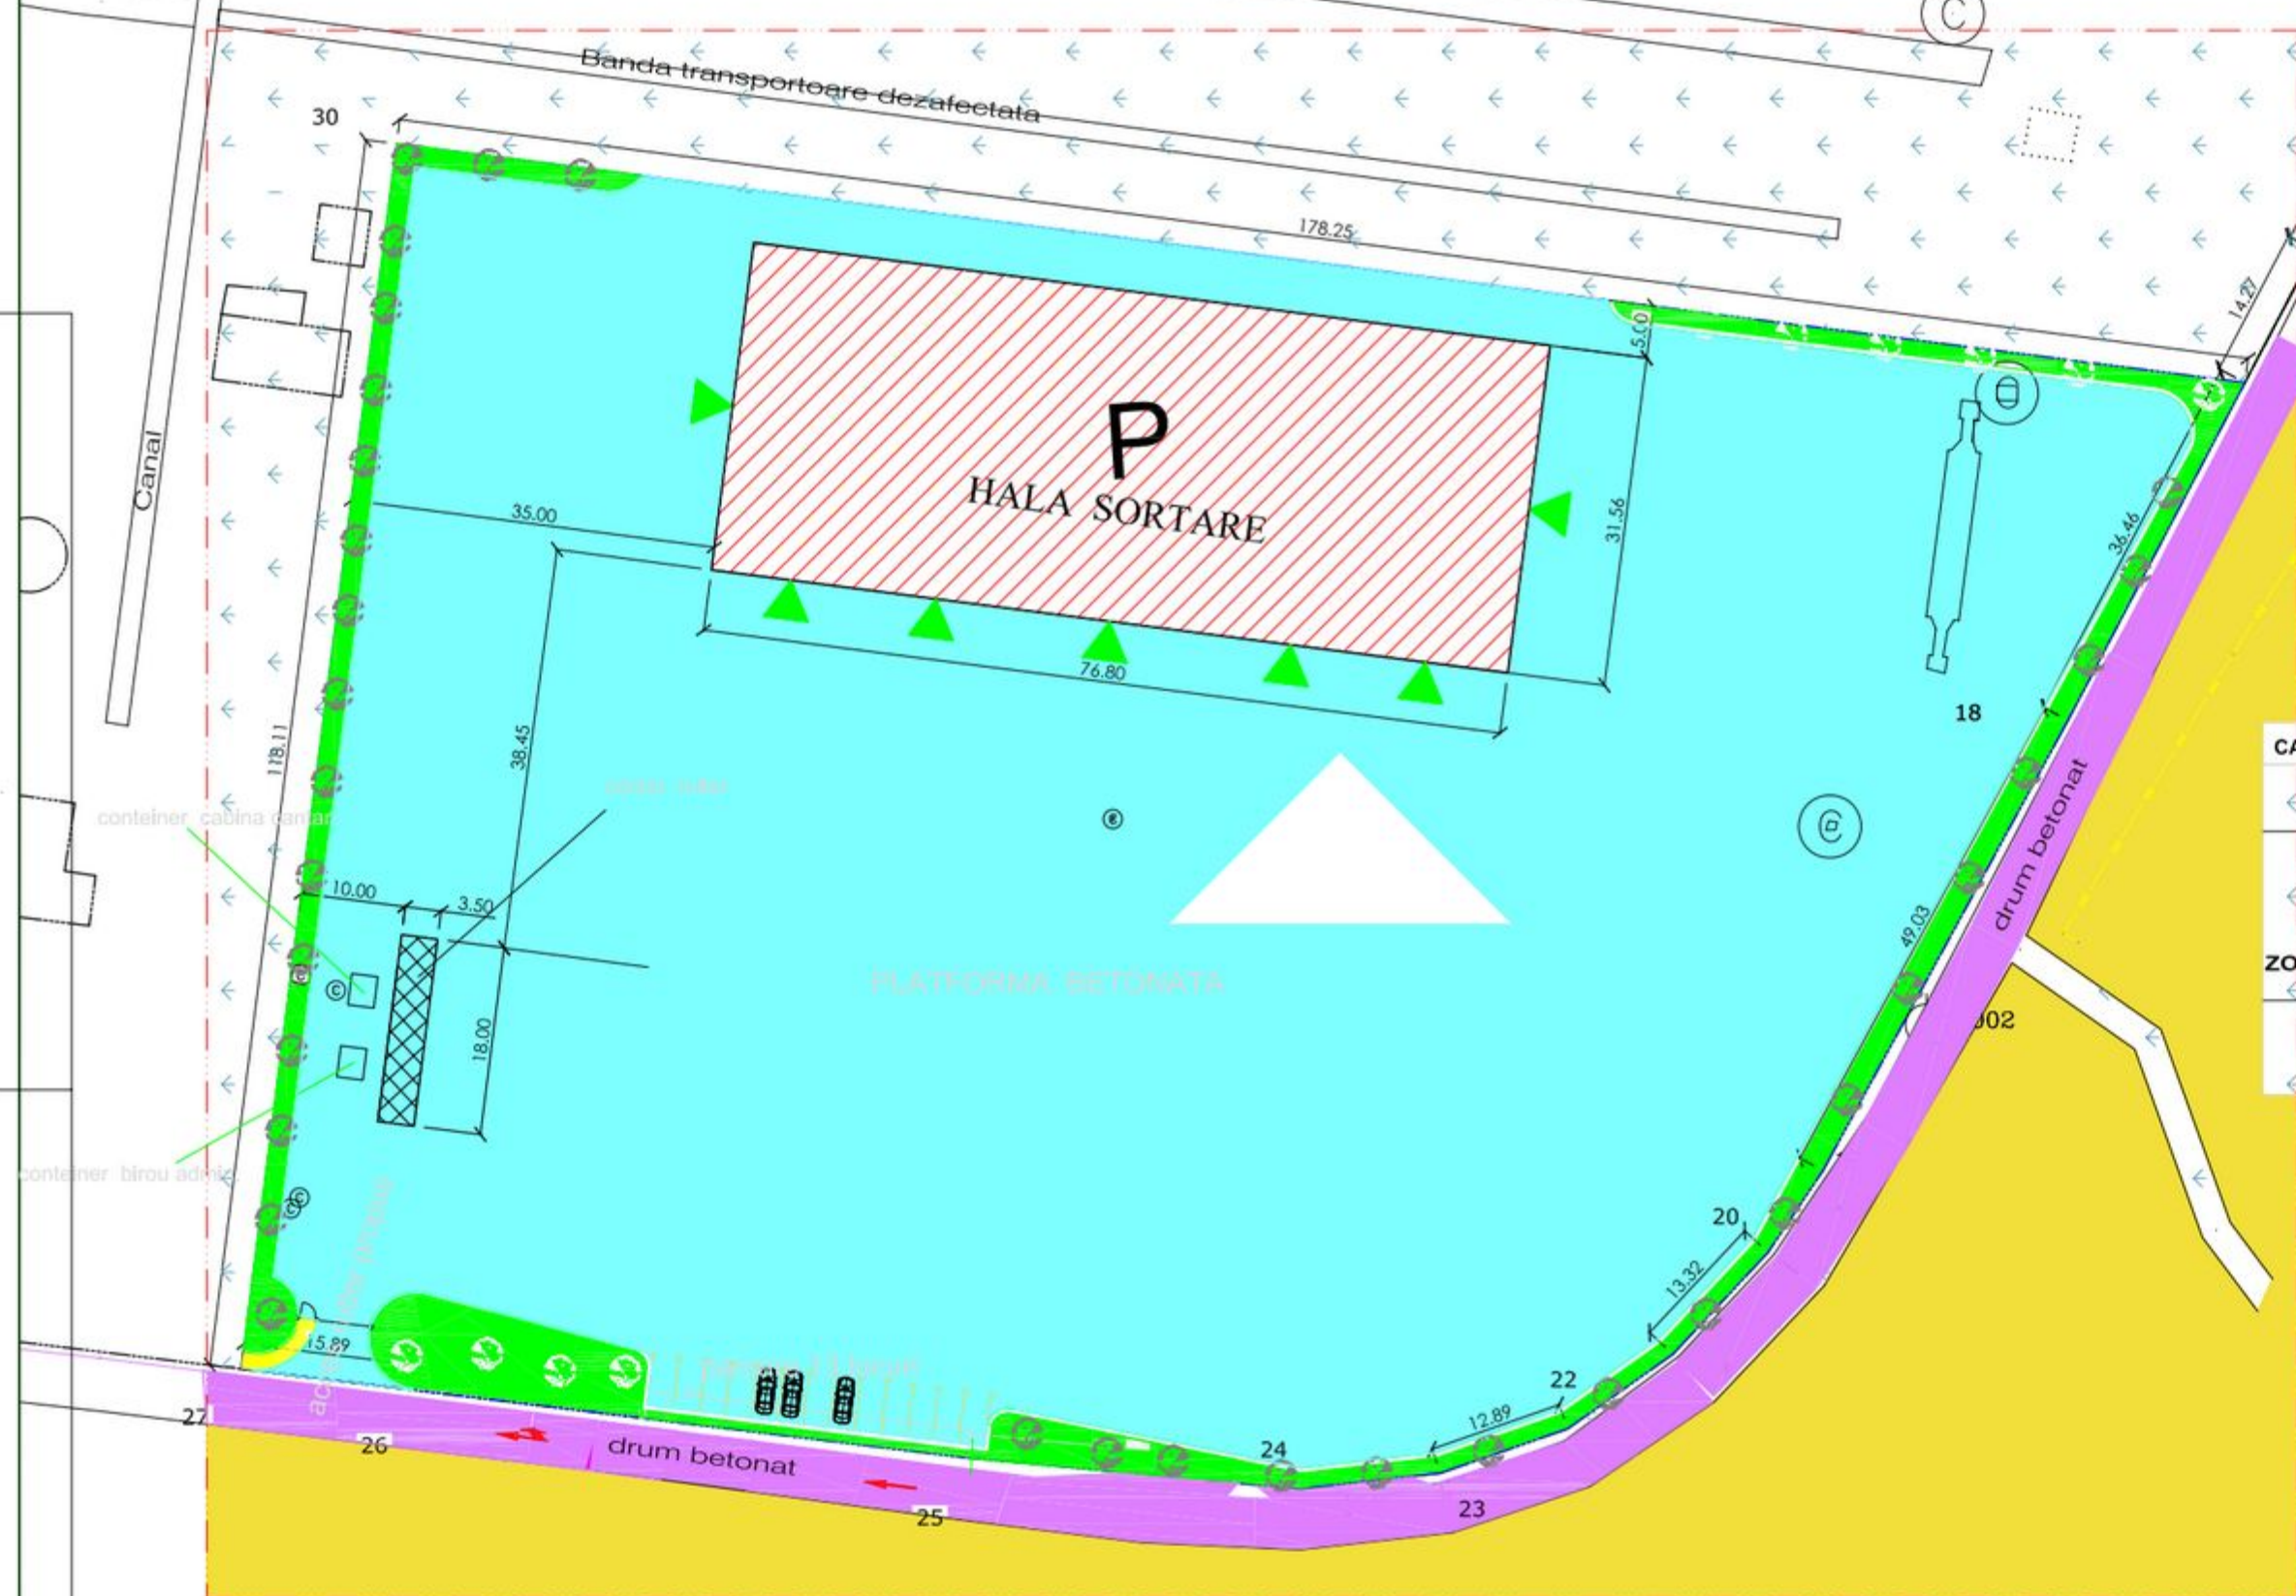 C
Banda transportoare dezafectata
30
178.25
14.27
5.00
P
HALA SORTARE
Canal
35.00
31.56
36.46
76.80
18
38.45
118.11
CA
conteiner cabina cantar
10.00
3.50
49.03
drum betonat
ZO
PLATFORMA BETONATA
002
18.00
conteiner birou admin
20
13.32
15.89
22
12.89
27
26
24
drum betonat
25
23